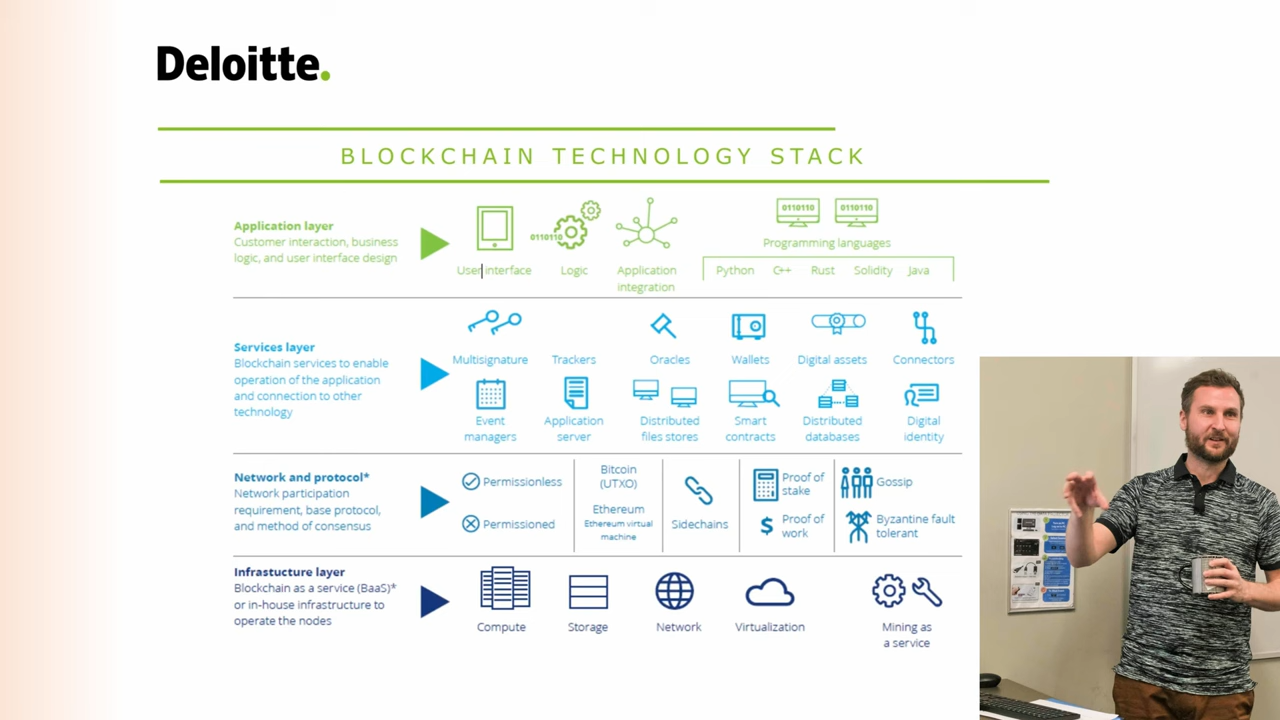 Deloitte.
BLOCKCHAIN TECHNOLOGY STACK
Application layer
Customer interaction, business
logic, and user interface design
0110110
0110110
0110110
Programming languages
User interface
Logic
Application
integration
Python
C++
Rust
Solidity
Java
Services layer
Blockchain services to enable
operation of the application
and connection to other
technology
Multisignature
Trackers
Oracles
Wallets
Digital assets
Connectors
Event
managers
Application
server
Distributed
files stores
Smart
contracts
Distributed
databases
Digital
identity
Network and protocol*
Network participation
requirement, base protocol,
and method of consensus
Permissionless
Permissioned
Bitcoin
(UTXO)
Ethereum
Ethereum virtual
machine
Sidechains
Proof of
stake
$
Proof of
work
Gossip
Byzantine fault
tolerant
Infrastucture layer
Blockchain as a service (BaaS)*
or in-house infrastructure to
operate the nodes
Compute
Storage
Network
Virtualization
Mining as
a service